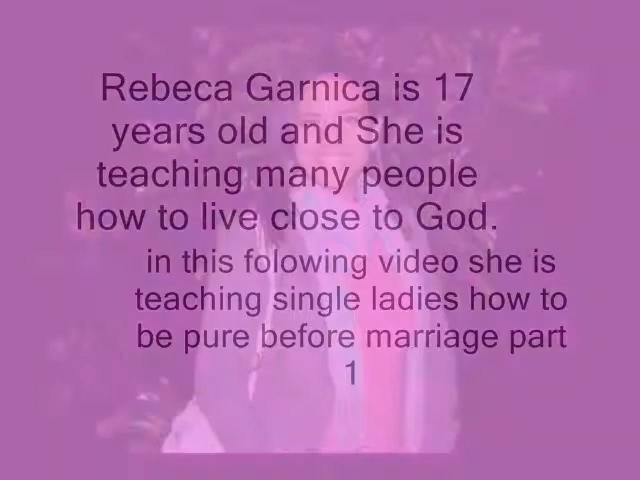 Rebeca Garnica is 17
years old and She is
teaching many people
how to live close to God.
in this folowing video she is
teaching single ladies how to
be pure before marriage part
1